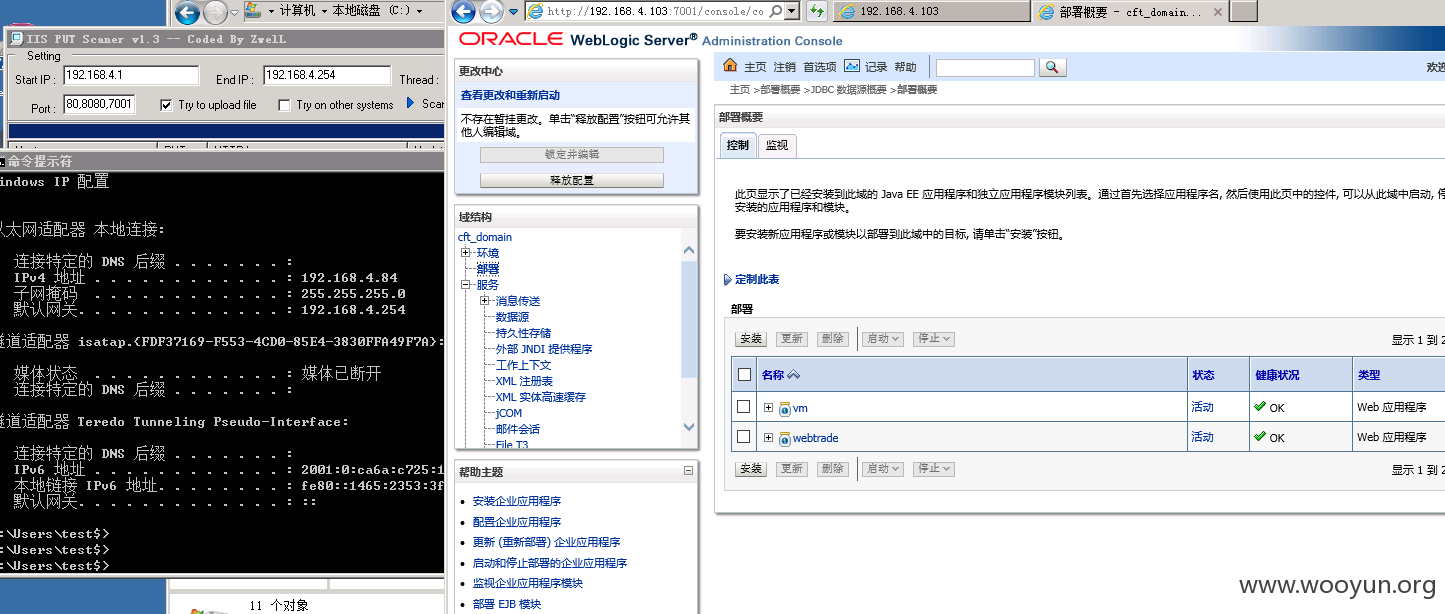 计算机 ▸ 本地磁盘 (C:) ▸
IIS PUT Scaner v1.3 -- Coded By ZwelL
Setting
Start IP : 192.168.4.1 End IP : 192.168.4.254 Thread :
Port : 80,8080,7001 Try to upload file Try on other systems Scar
命令提示符
indows IP 配置
以太网适配器 本地连接:
连接特定的 DNS 后缀 . . . . . . . :
IPv4 地址 . . . . . . . . . . . . : 192.168.4.84
子网掩码 . . . . . . . . . . . . : 255.255.255.0
默认网关. . . . . . . . . . . . . : 192.168.4.254
隧道适配器 isatap.{FDF37169-F553-4CD0-85E4-3830FFA49F7A}:
媒体状态 . . . . . . . . . . . . : 媒体已断开
连接特定的 DNS 后缀 . . . . . . . :
隧道适配器 Teredo Tunneling Pseudo-Interface:
连接特定的 DNS 后缀 . . . . . . . :
IPv6 地址 . . . . . . . . . . . . : 2001:0:ca6a:c725:1
本地链接 IPv6 地址. . . . . . . . : fe80::1465:2353:3f
默认网关. . . . . . . . . . . . . : ::
:\Users\test$>
:\Users\test$>
:\Users\test$>
11 个对象
http://192.168.4.103:7001/console/co
192.168.4.103
部署概要 - cft_domain...
ORACLE WebLogic Server® Administration Console
更改中心
查看更改和重新启动
不存在暂挂更改。单击“释放配置”按钮可允许其
他人编辑域。
锁定并编辑
释放配置
域结构
cft_domain
环境
部署
服务
消息传送
数据源
持久性存储
外部 JNDI 提供程序
工作上下文
XML 注册表
XML 实体高速缓存
jCOM
邮件会话
File T3
帮助主题
安装企业应用程序
配置企业应用程序
更新 (重新部署) 企业应用程序
启动和停止部署的企业应用程序
监视企业应用程序模块
部署 EJB 模块
主页 注销 首选项 记录 帮助
欢迎
主页 >部署概要 >JDBC 数据源概要 >部署概要
部署概要
控制 监视
此页显示了已经安装到此域的 Java EE 应用程序和独立应用程序模块列表。通过首先选择应用程序名, 然后使用此页中的控件, 可以从此域中启动, 停
安装的应用程序和模块。
要安装新应用程序或模块以部署到此域中的目标, 请单击“安装”按钮。
定制此表
部署
安装 更新 删除 启动 停止 显示 1 到 2
名称 状态 健康状况 类型
vm 活动 OK Web 应用程序
webtrade 活动 OK Web 应用程序
安装 更新 删除 启动 停止 显示 1 到 2
www.wooyun.org